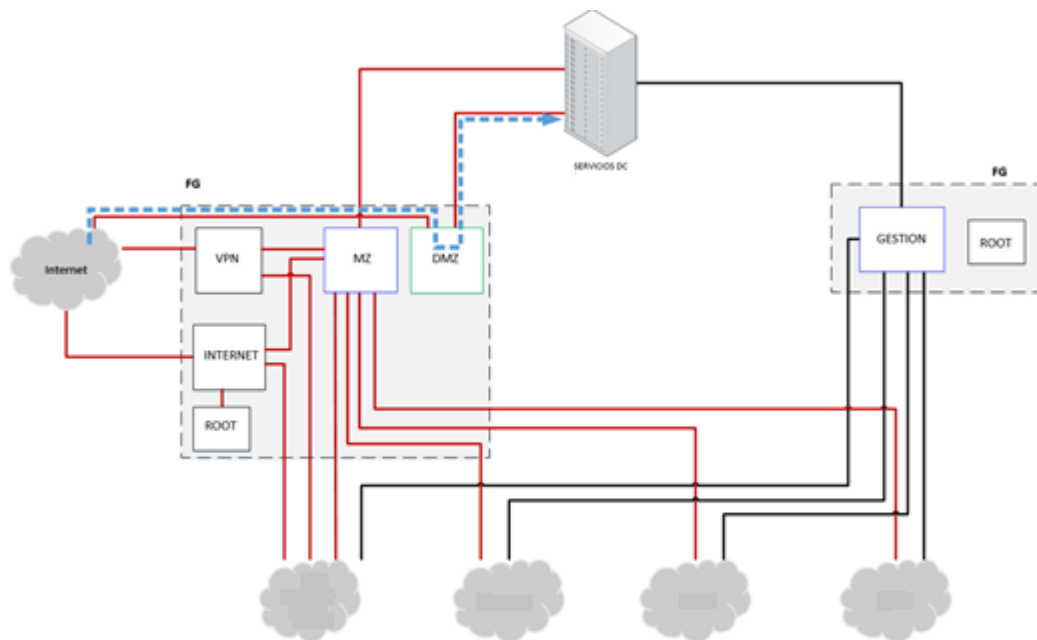 SERVICIOS DC
FG
FG
Internet
VPN
MZ
DMZ
GESTION
ROOT
INTERNET
ROOT